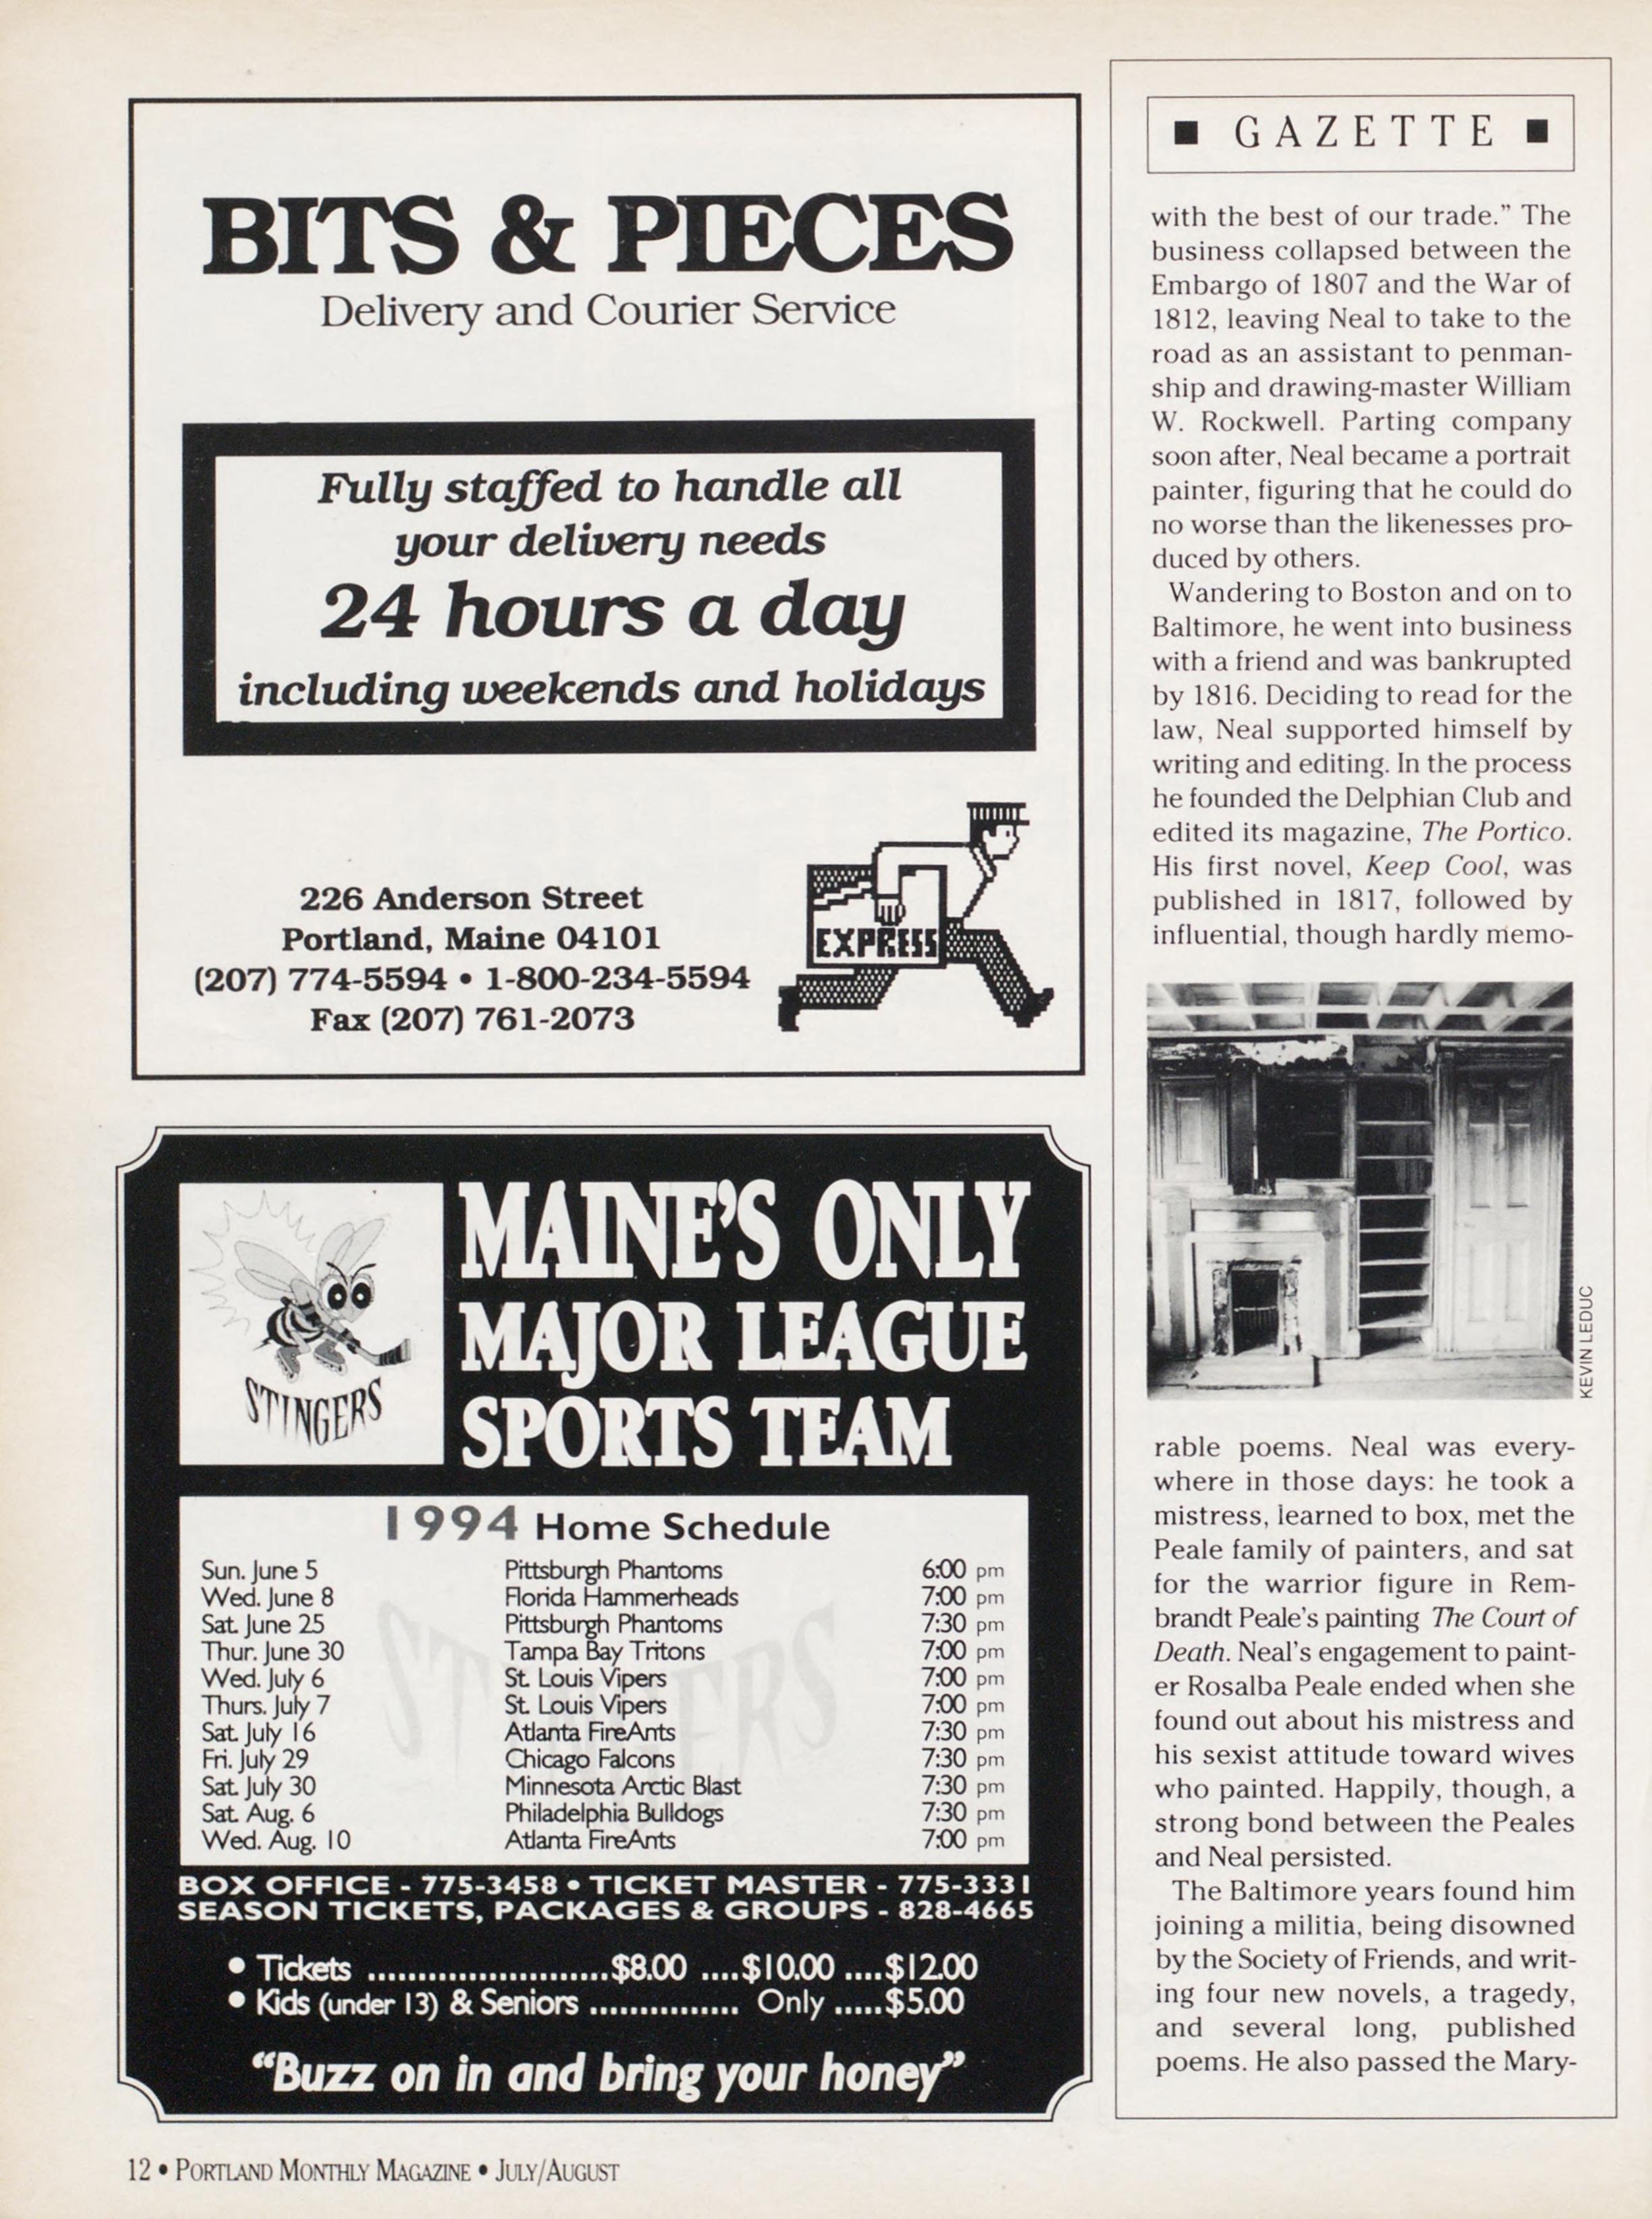 BITS & PIECES
Delivery and Courier Service
Fully staffed to handle all
your delivery needs
24 hours a day
including weekends and holidays
226 Anderson Street
Portland, Maine 04101
(207) 774-5594 • 1-800-234-5594
Fax (207) 761-2073
EXPRESS
STINGERS
MAINE'S ONLY
MAJOR LEAGUE
SPORTS TEAM
1994 Home Schedule
Sun. June 5 Pittsburgh Phantoms 6:00 pm
Wed. June 8 Florida Hammerheads 7:00 pm
Sat. June 25 Pittsburgh Phantoms 7:30 pm
Thur. June 30 Tampa Bay Tritons 7:00 pm
Wed. July 6 St. Louis Vipers 7:00 pm
Thurs. July 7 St. Louis Vipers 7:00 pm
Sat. July 16 Atlanta FireAnts 7:30 pm
Fri. July 29 Chicago Falcons 7:30 pm
Sat. July 30 Minnesota Arctic Blast 7:30 pm
Sat. Aug. 6 Philadelphia Bulldogs 7:30 pm
Wed. Aug. 10 Atlanta FireAnts 7:00 pm
STINGERS
BOX OFFICE - 775-3458 • TICKET MASTER - 775-3331
SEASON TICKETS, PACKAGES & GROUPS - 828-4665
• Tickets ........................$8.00 ....$10.00 ....$12.00
• Kids (under 13) & Seniors ............... Only .....$5.00
"Buzz on in and bring your honey"
■ GAZETTE ■
with the best of our trade." The
business collapsed between the
Embargo of 1807 and the War of
1812, leaving Neal to take to the
road as an assistant to penman-
ship and drawing-master William
W. Rockwell. Parting company
soon after, Neal became a portrait
painter, figuring that he could do
no worse than the likenesses pro-
duced by others.
Wandering to Boston and on to
Baltimore, he went into business
with a friend and was bankrupted
by 1816. Deciding to read for the
law, Neal supported himself by
writing and editing. In the process
he founded the Delphian Club and
edited its magazine, The Portico.
His first novel, Keep Cool, was
published in 1817, followed by
influential, though hardly memo-
KEVIN LEDUC
rable poems. Neal was every-
where in those days: he took a
mistress, learned to box, met the
Peale family of painters, and sat
for the warrior figure in Rem-
brandt Peale's painting The Court of
Death. Neal's engagement to paint-
er Rosalba Peale ended when she
found out about his mistress and
his sexist attitude toward wives
who painted. Happily, though, a
strong bond between the Peales
and Neal persisted.
The Baltimore years found him
joining a militia, being disowned
by the Society of Friends, and writ-
ing four new novels, a tragedy,
and several long, published
poems. He also passed the Mary-
12 • PORTLAND MONTHLY MAGAZINE • JULY/AUGUST